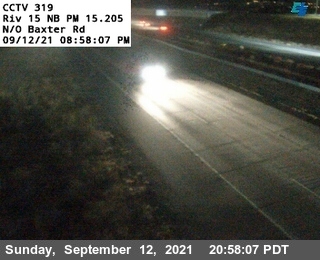 CCTV 319
Riv 15 NB PM 15.205
N/O Baxter Rd
09/12/21 08:58:07 PM
Sunday, September 12, 2021 20:58:07 PDT